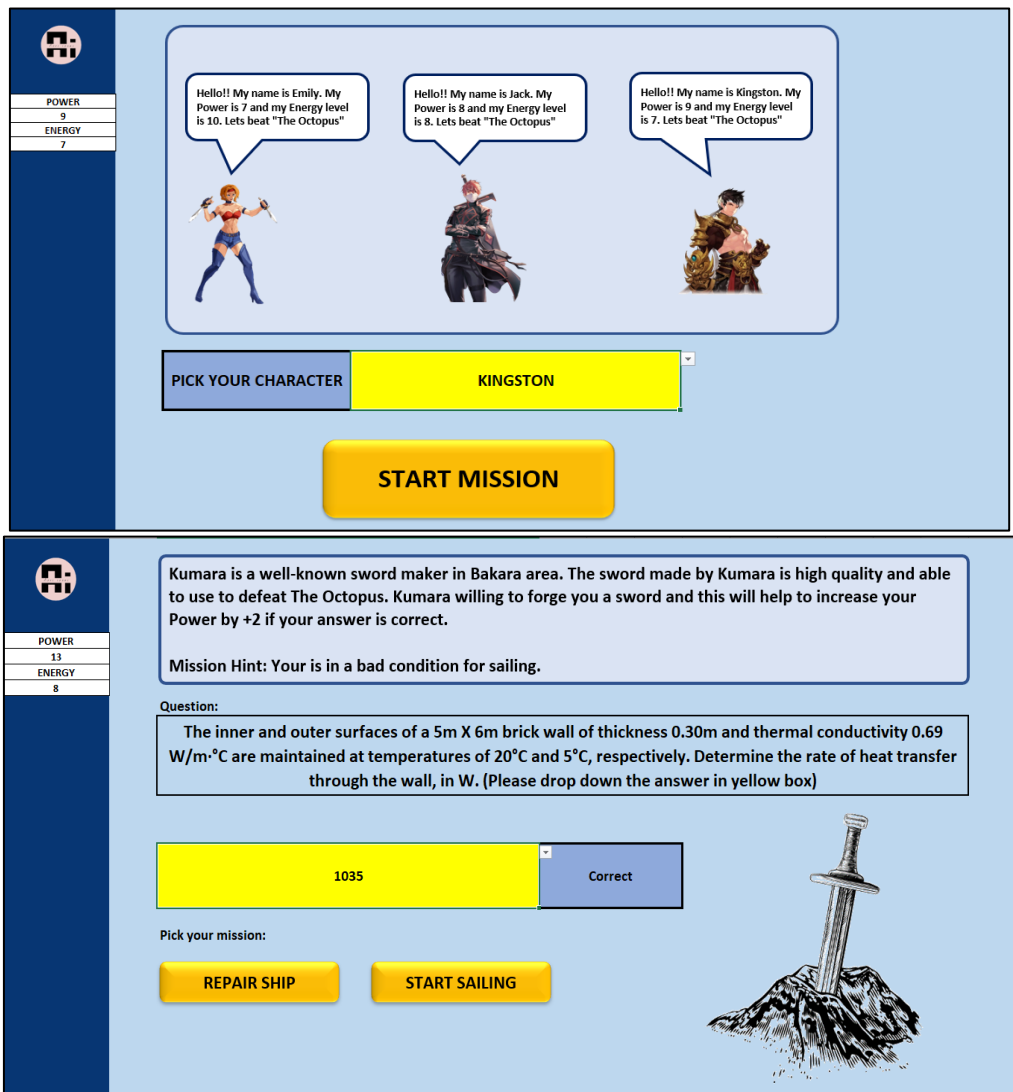 POWER
9
ENERGY
7
Hello!! My name is Emily. My
Power is 7 and my Energy level
is 10. Lets beat "The Octopus"
Hello!! My name is Jack. My
Power is 8 and my Energy level
is 8. Lets beat "The Octopus"
Hello!! My name is Kingston. My
Power is 9 and my Energy level
is 7. Lets beat "The Octopus"
PICK YOUR CHARACTER
KINGSTON
START MISSION
POWER
13
ENERGY
8
Kumara is a well-known sword maker in Bakara area. The sword made by Kumara is high quality and able
to use to defeat The Octopus. Kumara willing to forge you a sword and this will help to increase your
Power by +2 if your answer is correct.
Mission Hint: Your is in a bad condition for sailing.
Question:
The inner and outer surfaces of a 5m X 6m brick wall of thickness 0.30m and thermal conductivity 0.69
W/m·°C are maintained at temperatures of 20°C and 5°C, respectively. Determine the rate of heat transfer
through the wall, in W. (Please drop down the answer in yellow box)
1035
Correct
Pick your mission:
REPAIR SHIP
START SAILING